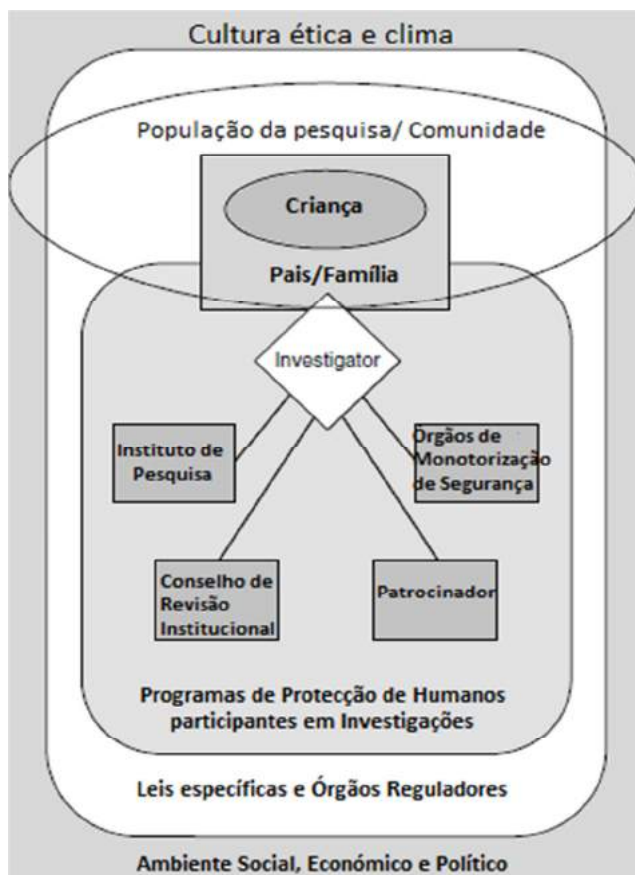 Cultura ética e clima
População da pesquisa/ Comunidade
Criança
Pais/Família
Investigator
Instituto de
Pesquisa
Órgãos de
Monotorização
de Segurança
Conselho de
Revisão
Institucional
Patrocinador
Programas de Protecção de Humanos
participantes em Investigações
Leis específicas e Órgãos Reguladores
Ambiente Social, Económico e Político